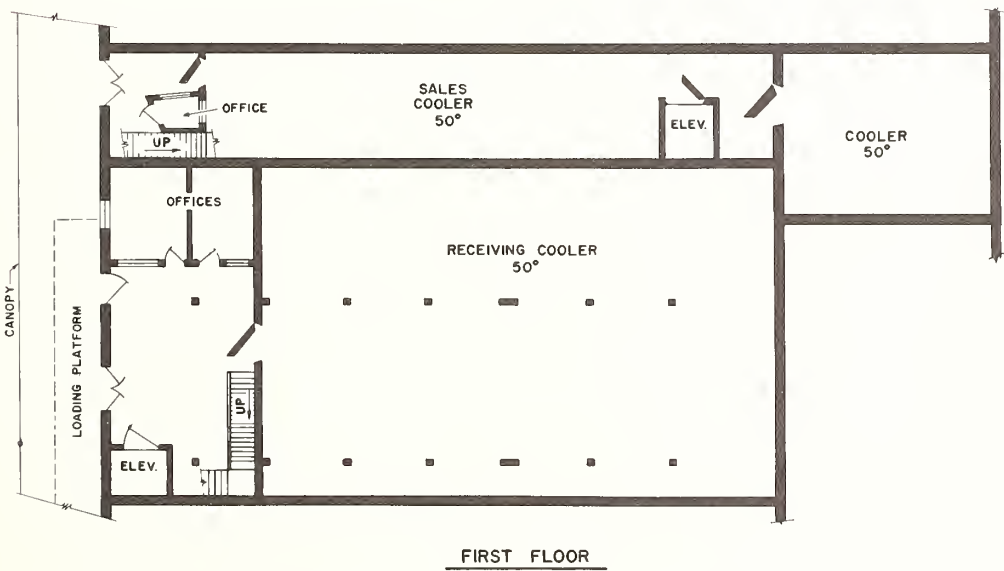 SALES
COOLER
50°
OFFICE
UP
ELEV.
COOLER
50°
OFFICES
RECEIVING COOLER
50°
CANOPY
LOADING PLATFORM
UP
ELEV.
FIRST FLOOR